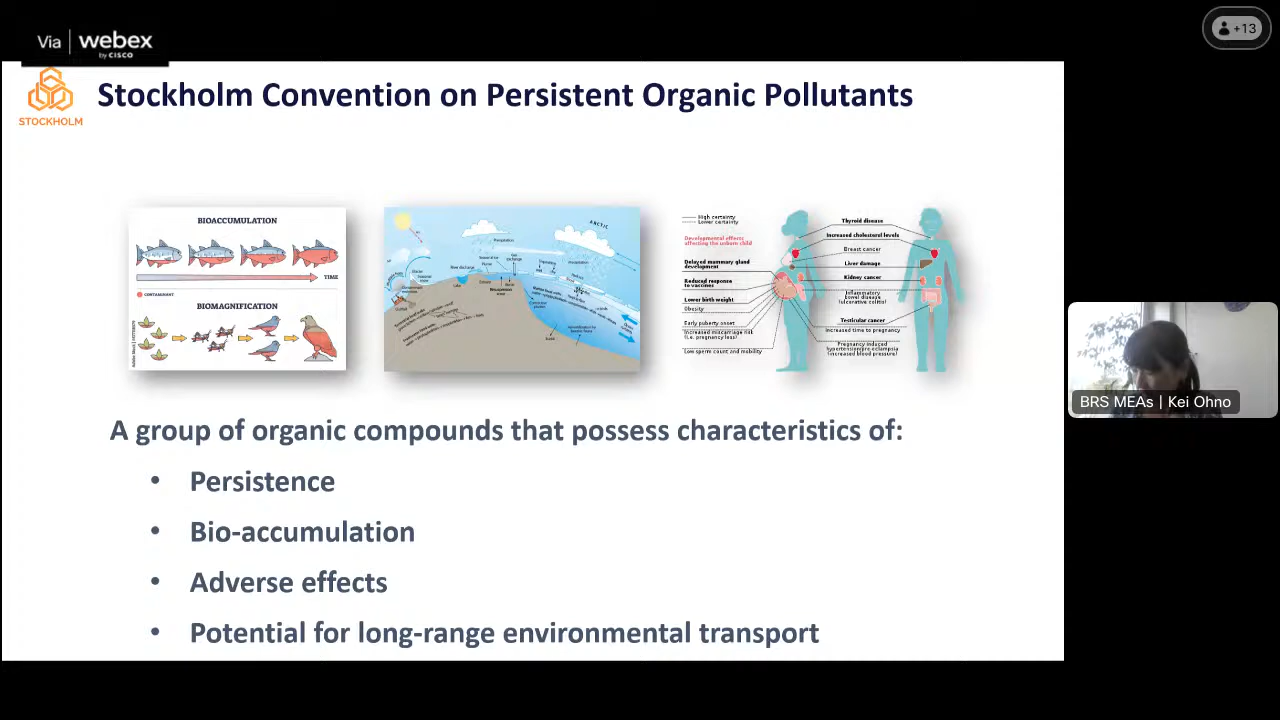 Via webex
by CISCO
+13
STOCKHOLM
Stockholm Convention on Persistent Organic Pollutants
BIOACCUMULATION
TIME
CONTAMINANT
BIOMAGNIFICATION
ARCTIC
Precipitation
High certainty
Lower certainty
Developmental effects
affecting the unborn child
Delayed mammary gland
development
Reduced response
to vaccines
Lower birth weight
Obesity
Early puberty onset
Increased miscarriage risk
(i.e. pregnancy loss)
Low sperm count and mobility
Thyroid disease
Increased cholesterol levels
Breast cancer
Liver damage
Kidney cancer
Inflammatory
bowel disease
(ulcerative colitis)
Testicular cancer
Increased time to pregnancy
Pregnancy induced
hypertension/pre-eclampsia
(increased blood pressure)
A group of organic compounds that possess characteristics of:
• Persistence
• Bio-accumulation
• Adverse effects
• Potential for long-range environmental transport
BRS MEAs | Kei Ohno